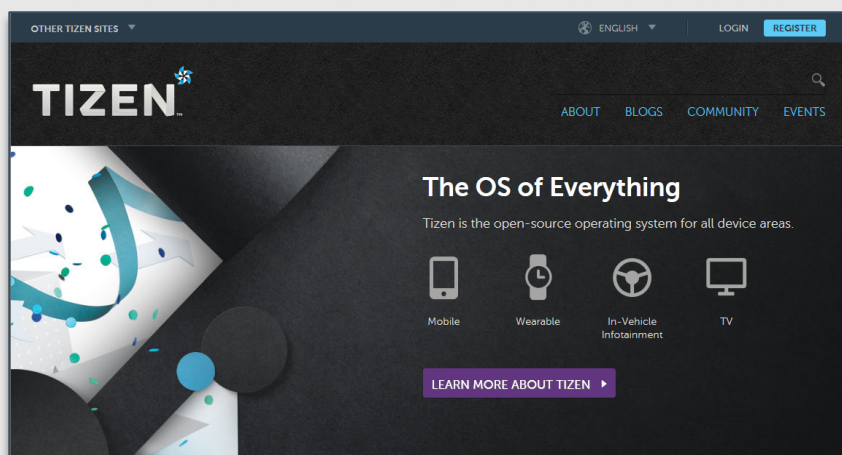 OTHER TIZEN SITES
ENGLISH
LOGIN
REGISTER
TIZEN™
ABOUT
BLOGS
COMMUNITY
EVENTS
The OS of Everything
Tizen is the open-source operating system for all device areas.
Mobile
Wearable
In-Vehicle
Infotainment
TV
LEARN MORE ABOUT TIZEN